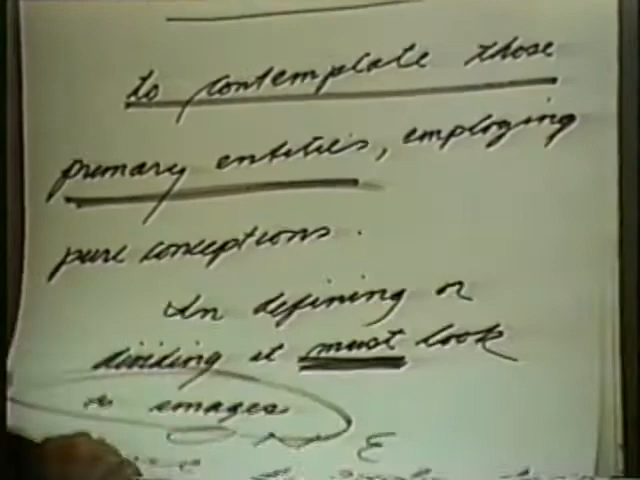 to contemplate those
primary entities, employing
pure conceptions.
In defining or
dividing it must look
to images